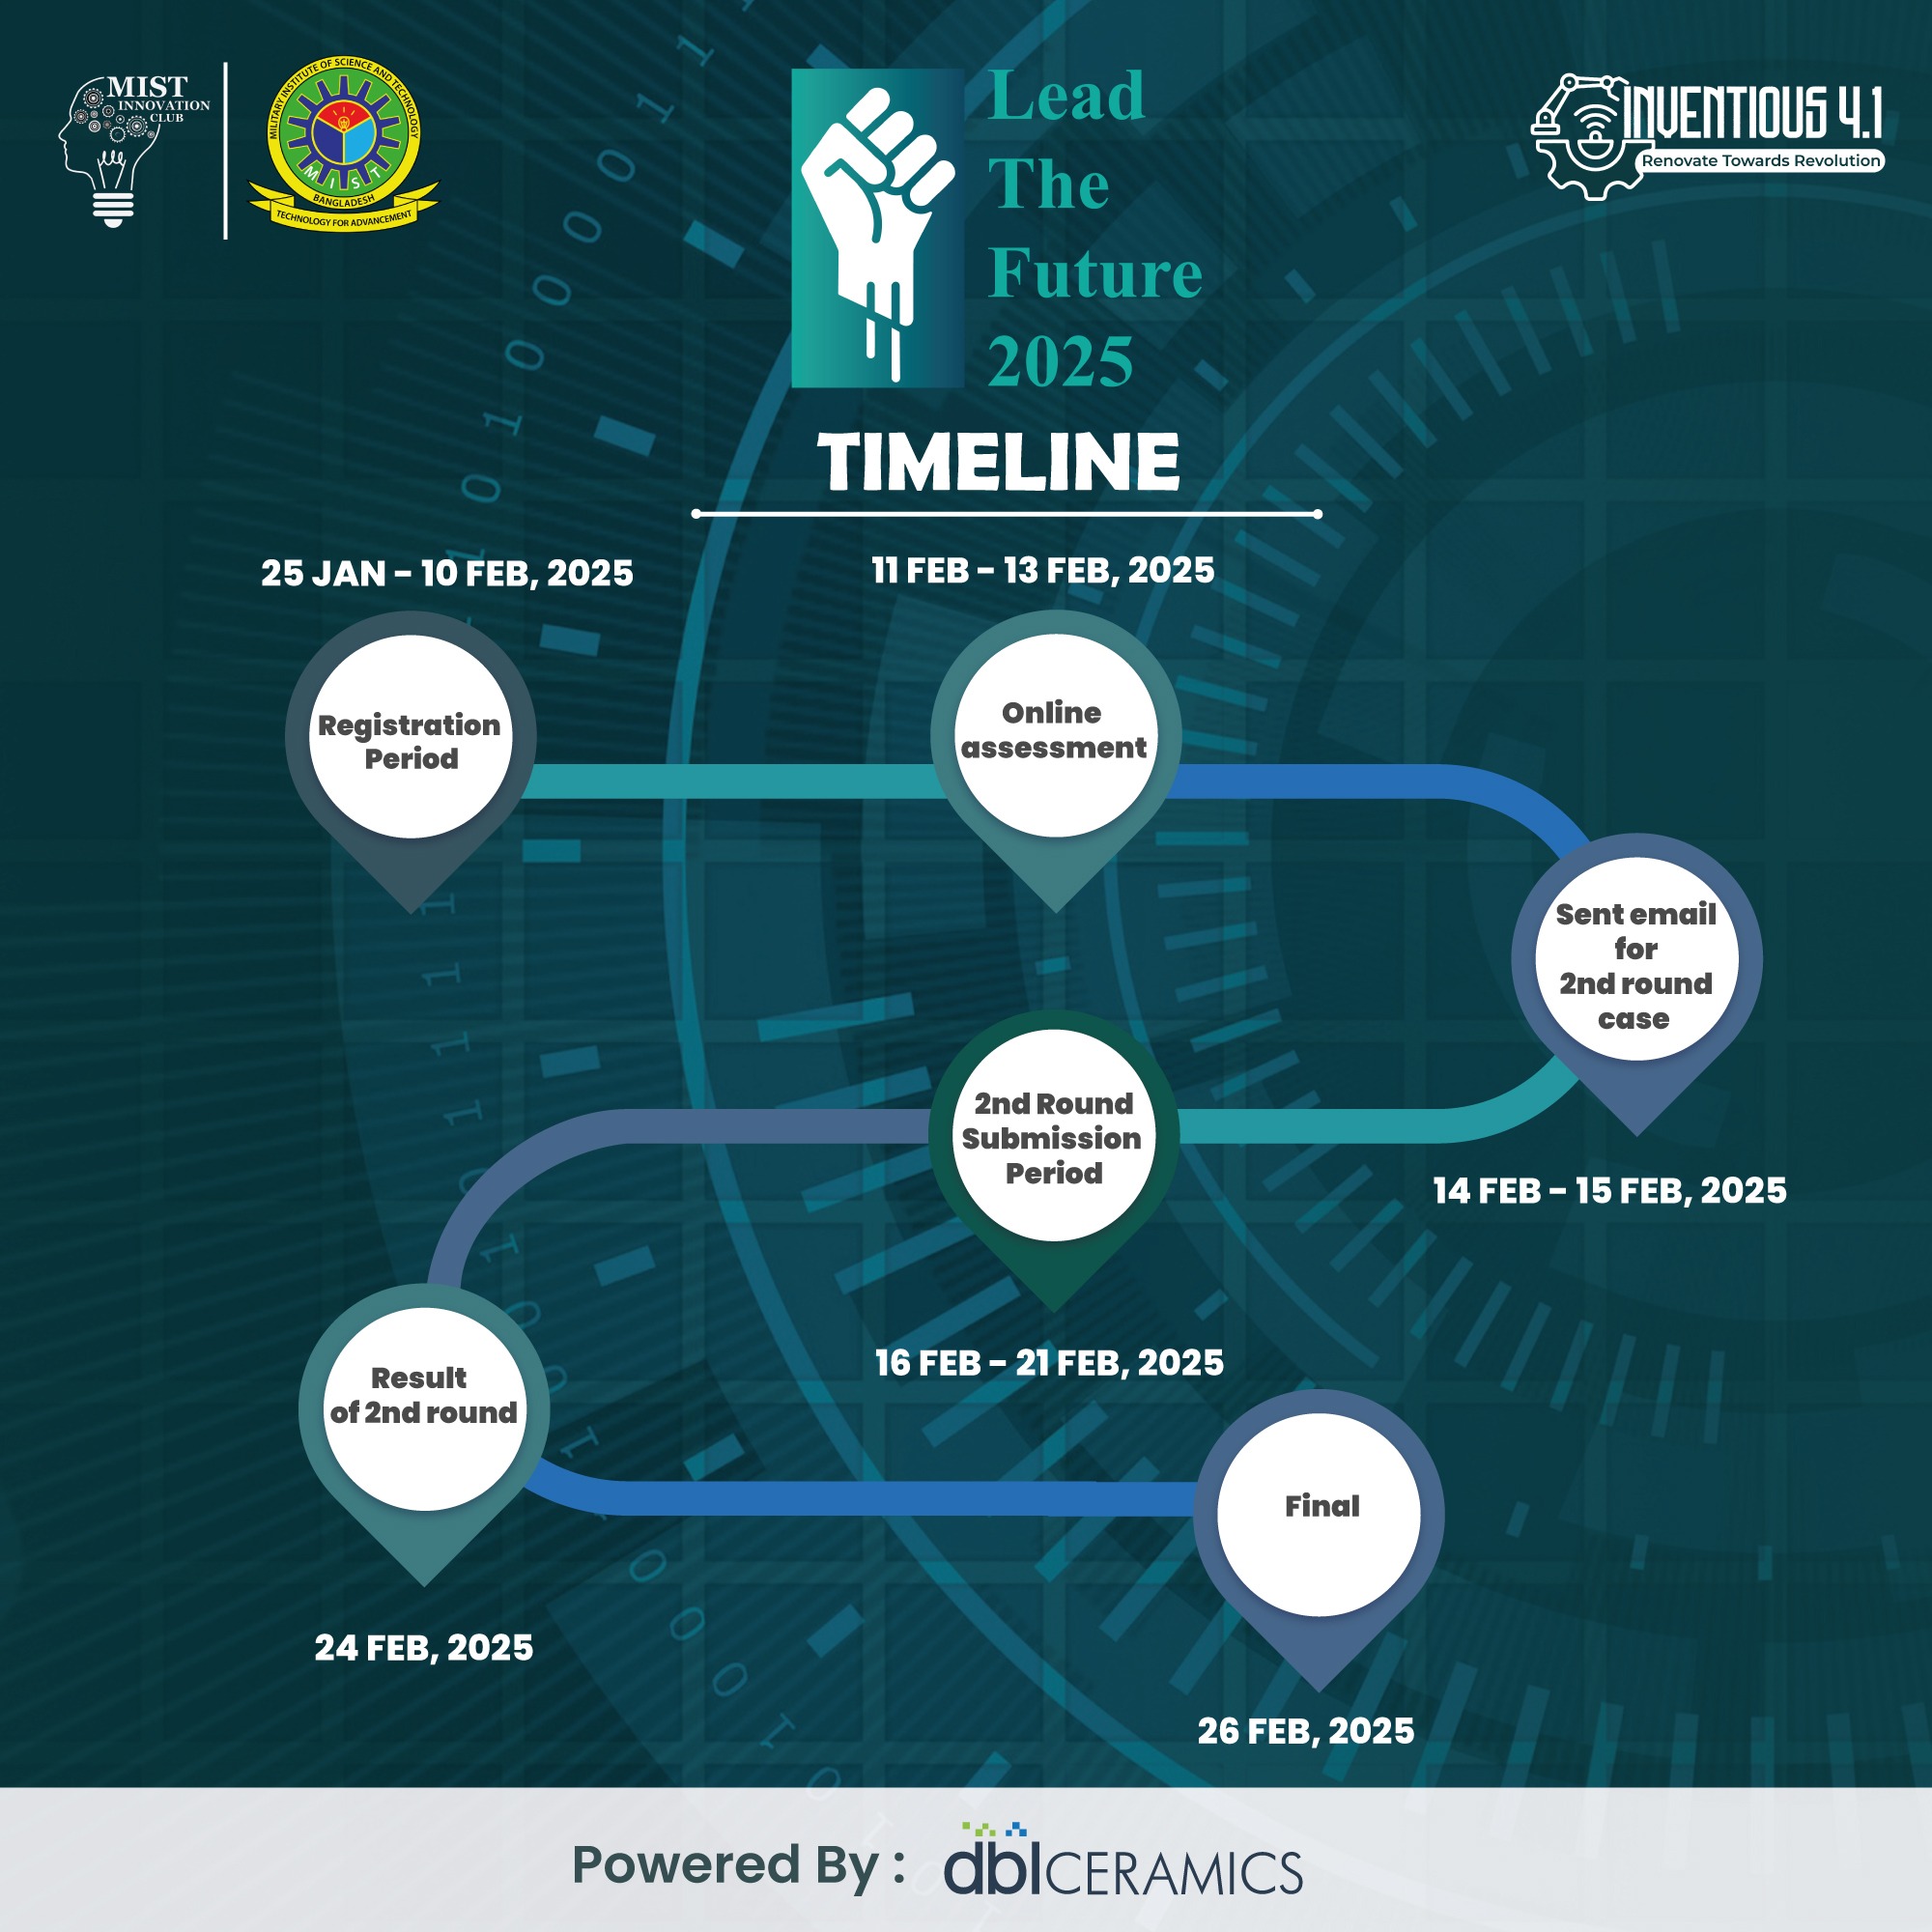 MIST
INNOVATION
CLUB
MILITARY INSTITUTE OF SCIENCE AND TECHNOLOGY
MIST
BANGLADESH
TECHNOLOGY FOR ADVANCEMENT
Lead
The
Future
2025
INVENTIOUS 4.1
Renovate Towards Revolution
TIMELINE
25 JAN - 10 FEB, 2025
11 FEB - 13 FEB, 2025
Registration
Period
Online
assessment
Sent email
for
2nd round
case
14 FEB - 15 FEB, 2025
2nd Round
Submission
Period
16 FEB - 21 FEB, 2025
Result
of 2nd round
24 FEB, 2025
Final
26 FEB, 2025
Powered By : dbl CERAMICS